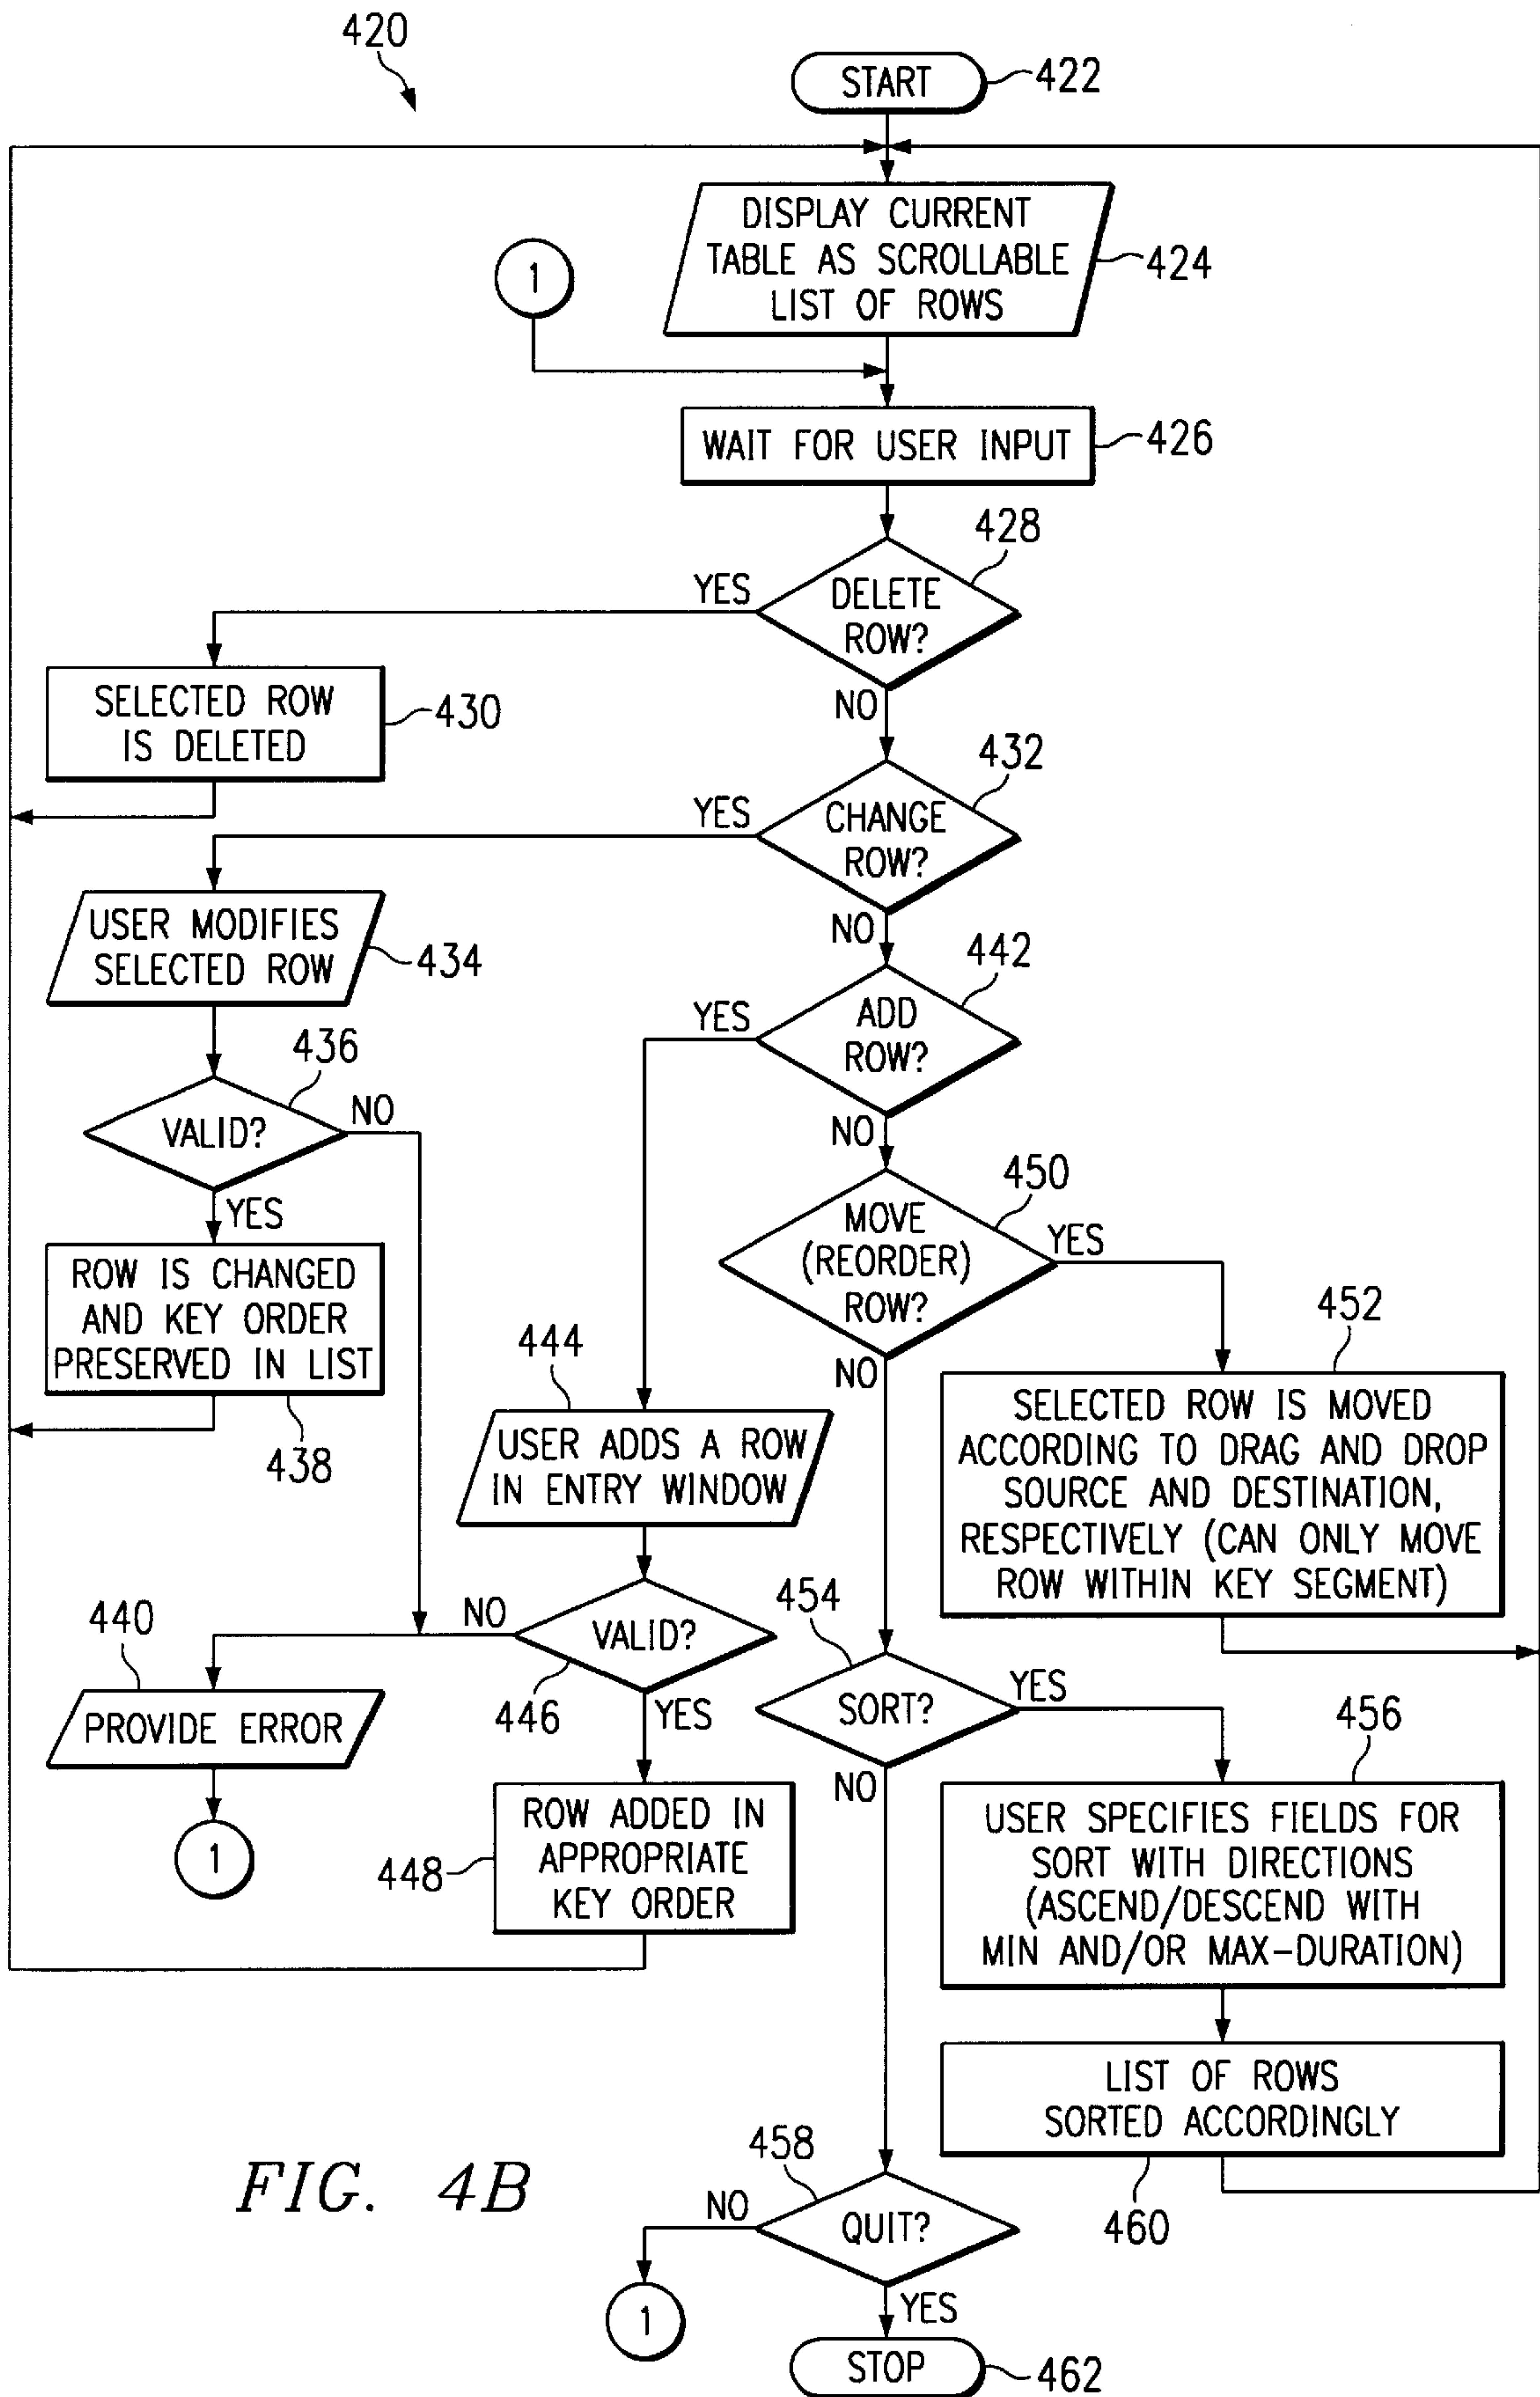 420
START
422
DISPLAY CURRENT
TABLE AS SCROLLABLE
LIST OF ROWS
424
1
WAIT FOR USER INPUT
426
428
DELETE
ROW?
YES
NO
SELECTED ROW
IS DELETED
430
432
CHANGE
ROW?
YES
NO
USER MODIFIES
SELECTED ROW
434
442
ADD
ROW?
YES
NO
436
VALID?
NO
YES
450
MOVE
(REORDER)
ROW?
YES
NO
ROW IS CHANGED
AND KEY ORDER
PRESERVED IN LIST
438
444
USER ADDS A ROW
IN ENTRY WINDOW
452
SELECTED ROW IS MOVED
ACCORDING TO DRAG AND DROP
SOURCE AND DESTINATION,
RESPECTIVELY (CAN ONLY MOVE
ROW WITHIN KEY SEGMENT)
440
NO
VALID?
446
YES
PROVIDE ERROR
1
454
SORT?
YES
NO
448
ROW ADDED IN
APPROPRIATE
KEY ORDER
456
USER SPECIFIES FIELDS FOR
SORT WITH DIRECTIONS
(ASCEND/DESCEND WITH
MIN AND/OR MAX-DURATION)
LIST OF ROWS
SORTED ACCORDINGLY
460
458
QUIT?
NO
YES
1
STOP
462
FIG. 4B